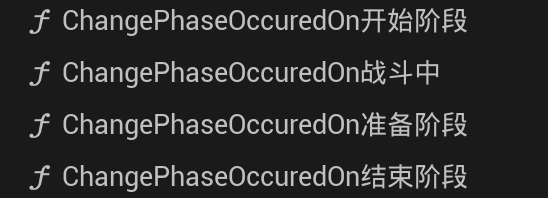 ƒ ChangePhaseOccuredOn开始阶段
ƒ ChangePhaseOccuredOn战斗中
ƒ ChangePhaseOccuredOn准备阶段
ƒ ChangePhaseOccuredOn结束阶段